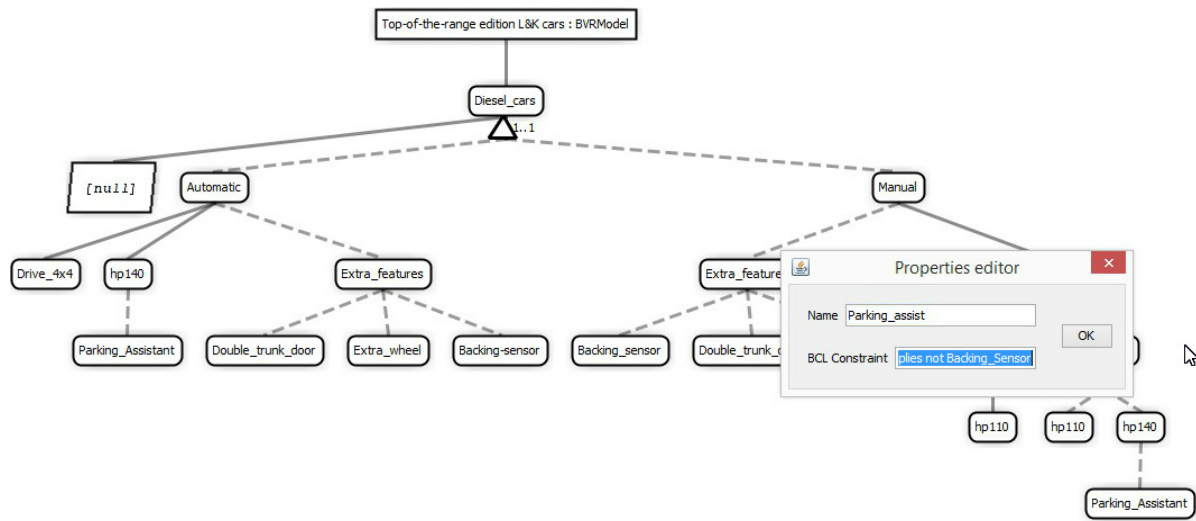 Top-of-the-range edition L&K cars : BVRModel
Diesel_cars
1..1
[null]
Automatic
Manual
Drive_4x4
hp140
Extra_features
Extra_feature
Properties editor
Name
Parking_assist
OK
BCL Constraint
plies not Backing_Sensor
Parking_Assistant
Double_trunk_door
Extra_wheel
Backing-sensor
Backing_sensor
Double_trunk_
hp110
hp110
hp140
Parking_Assistant